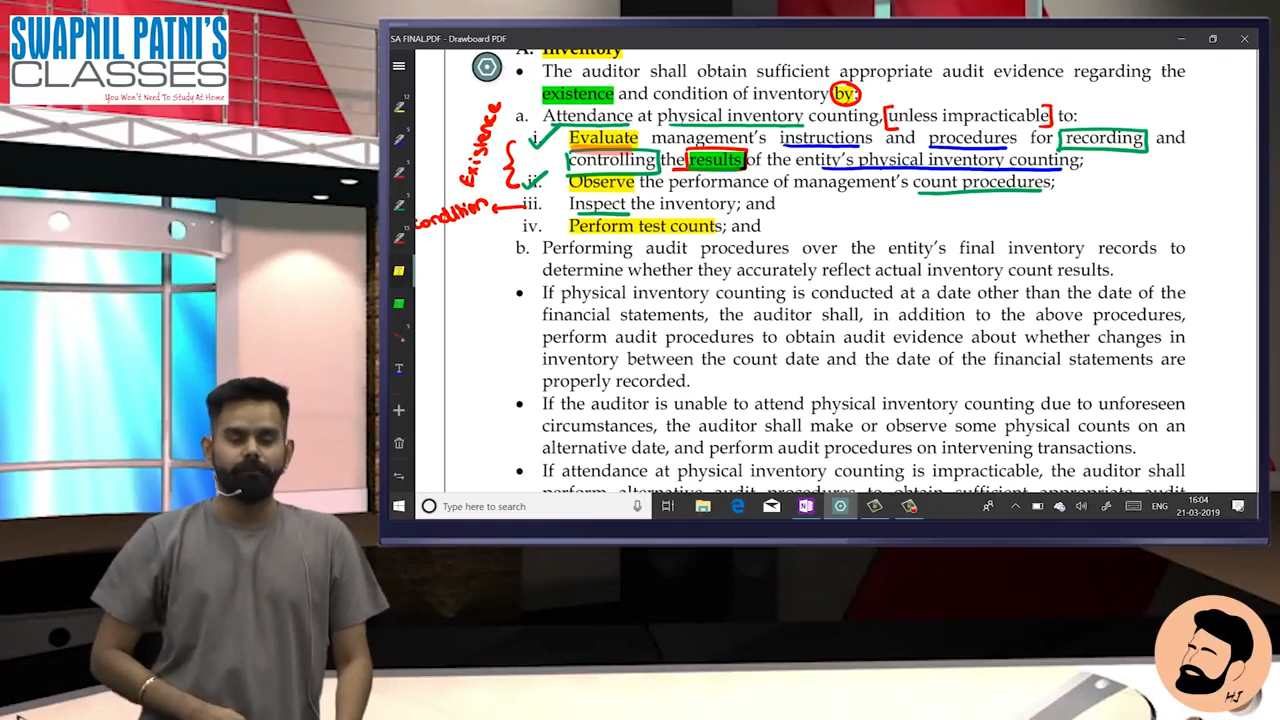 SWAPNIL PATNI'S
CLASSES
You Won't Need To Study At Home
SA FINAL.PDF - Drawboard PDF
A. Inventory
• The auditor shall obtain sufficient appropriate audit evidence regarding the
existence and condition of inventory by:
a. Attendance at physical inventory counting, unless impracticable, to:
i. Evaluate management's instructions and procedures for recording and
controlling the results of the entity's physical inventory counting;
ii. Observe the performance of management's count procedures;
iii. Inspect the inventory; and
iv. Perform test counts; and
Existence
Condition
b. Performing audit procedures over the entity's final inventory records to
determine whether they accurately reflect actual inventory count results.
• If physical inventory counting is conducted at a date other than the date of the
financial statements, the auditor shall, in addition to the above procedures,
perform audit procedures to obtain audit evidence about whether changes in
inventory between the count date and the date of the financial statements are
properly recorded.
• If the auditor is unable to attend physical inventory counting due to unforeseen
circumstances, the auditor shall make or observe some physical counts on an
alternative date, and perform audit procedures on intervening transactions.
• If attendance at physical inventory counting is impracticable, the auditor shall
perform alternative audit procedures to obtain sufficient appropriate audit
Type here to search
ENG
16:04
21-03-2019
HJ